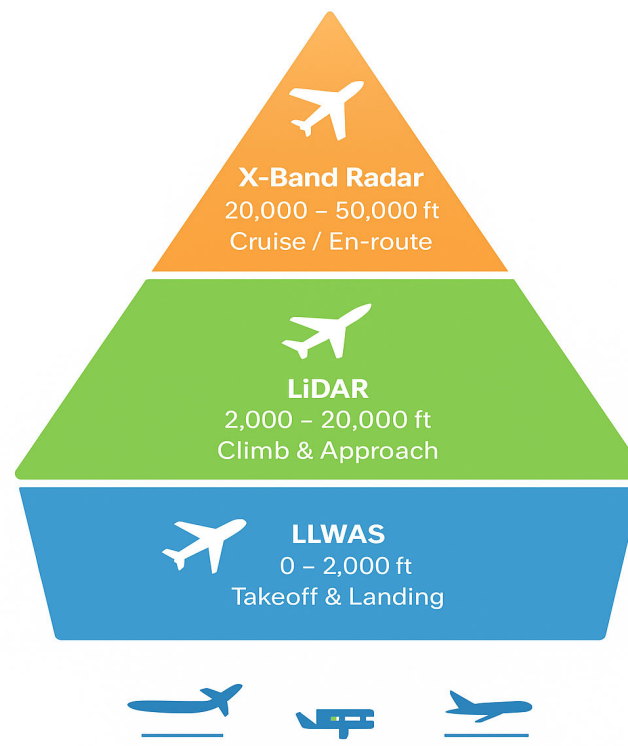 X-Band Radar
20,000 – 50,000 ft
Cruise / En-route
LiDAR
2,000 – 20,000 ft
Climb & Approach
LLWAS
0 – 2,000 ft
Takeoff & Landing